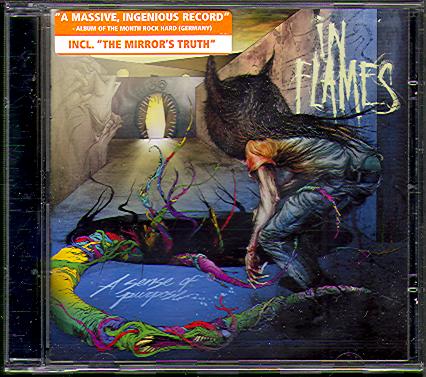 "A MASSIVE, INGENIOUS RECORD"
- ALBUM OF THE MONTH ROCK HARD (GERMANY)
INCL. "THE MIRROR'S TRUTH"
IN
FLAMES
A sense of
purpose